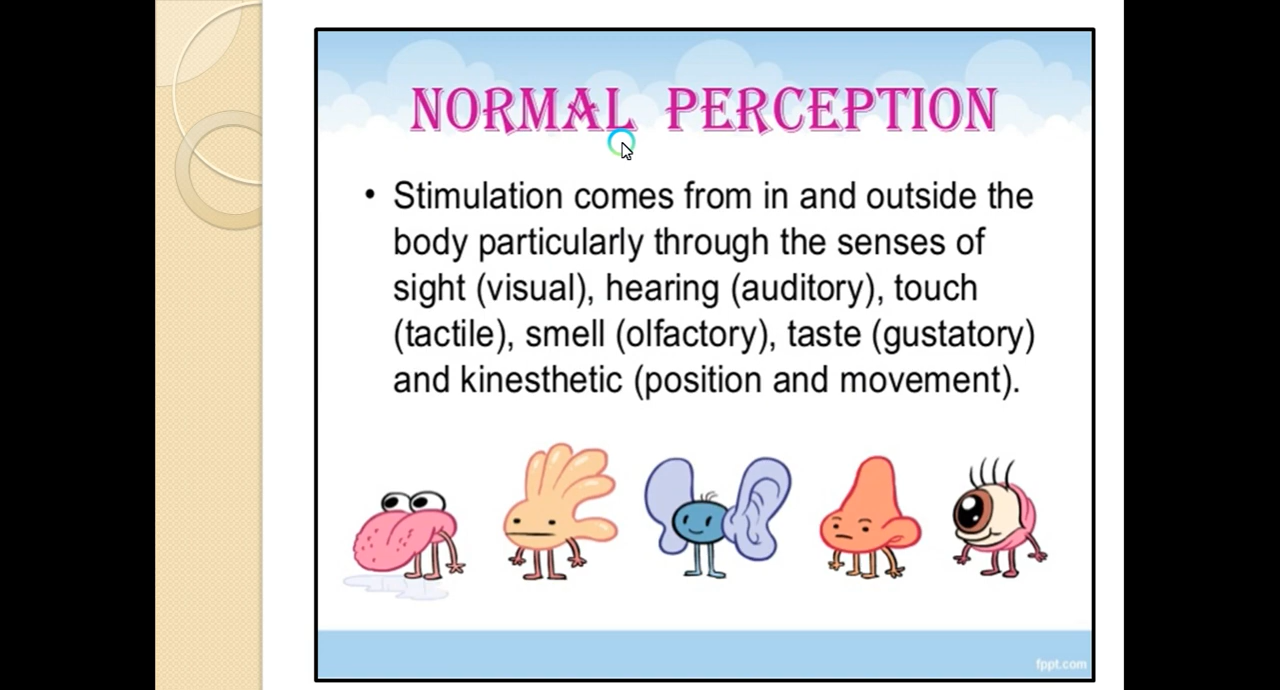 NORMAL PERCEPTION
• Stimulation comes from in and outside the
body particularly through the senses of
sight (visual), hearing (auditory), touch
(tactile), smell (olfactory), taste (gustatory)
and kinesthetic (position and movement).
fppt.com